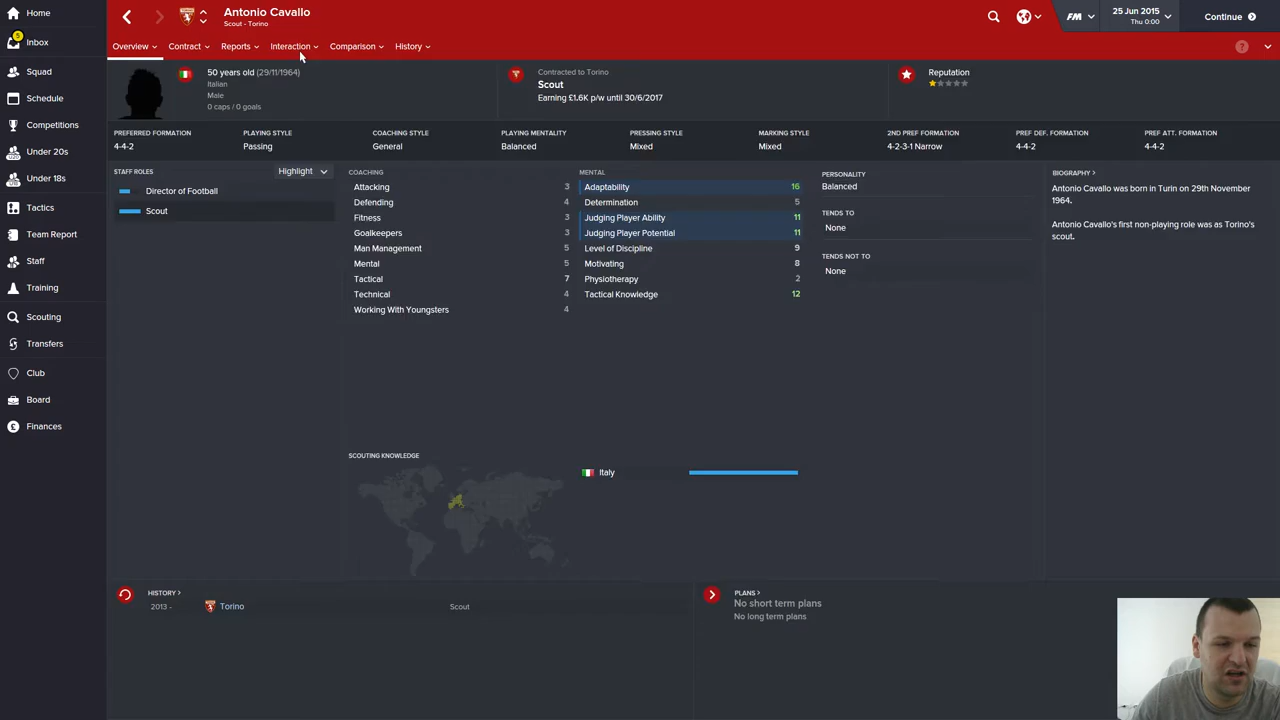 Home
5
Inbox
Squad
Schedule
Competitions
Under 20s
Under 18s
Tactics
Team Report
Staff
Training
Scouting
Transfers
Club
Board
Finances
Antonio Cavallo
Scout - Torino
FM
25 Jun 2015
Thu 0:00
Continue
Overview
Contract
Reports
Interaction
Comparison
History
?
50 years old (29/11/1964)
Italian
Male
0 caps / 0 goals
Contracted to Torino
Scout
Earning £1.6K p/w until 30/6/2017
Reputation
PREFERRED FORMATION
4-4-2
PLAYING STYLE
Passing
COACHING STYLE
General
PLAYING MENTALITY
Balanced
PRESSING STYLE
Mixed
MARKING STYLE
Mixed
2ND PREF FORMATION
4-2-3-1 Narrow
PREF DEF. FORMATION
4-4-2
PREF ATT. FORMATION
4-4-2
STAFF ROLES
Highlight
Director of Football
Scout
COACHING
Attacking 3
Defending 4
Fitness 3
Goalkeepers 3
Man Management 5
Mental 5
Tactical 7
Technical 4
Working With Youngsters 4
MENTAL
Adaptability 16
Determination 5
Judging Player Ability 11
Judging Player Potential 11
Level of Discipline 9
Motivating 8
Physiotherapy 2
Tactical Knowledge 12
PERSONALITY
Balanced
TENDS TO
None
TENDS NOT TO
None
BIOGRAPHY >
Antonio Cavallo was born in Turin on 29th November
1964.
Antonio Cavallo's first non-playing role was as Torino's
scout.
SCOUTING KNOWLEDGE
Italy
HISTORY >
2013 - Torino Scout
PLANS >
No short term plans
No long term plans